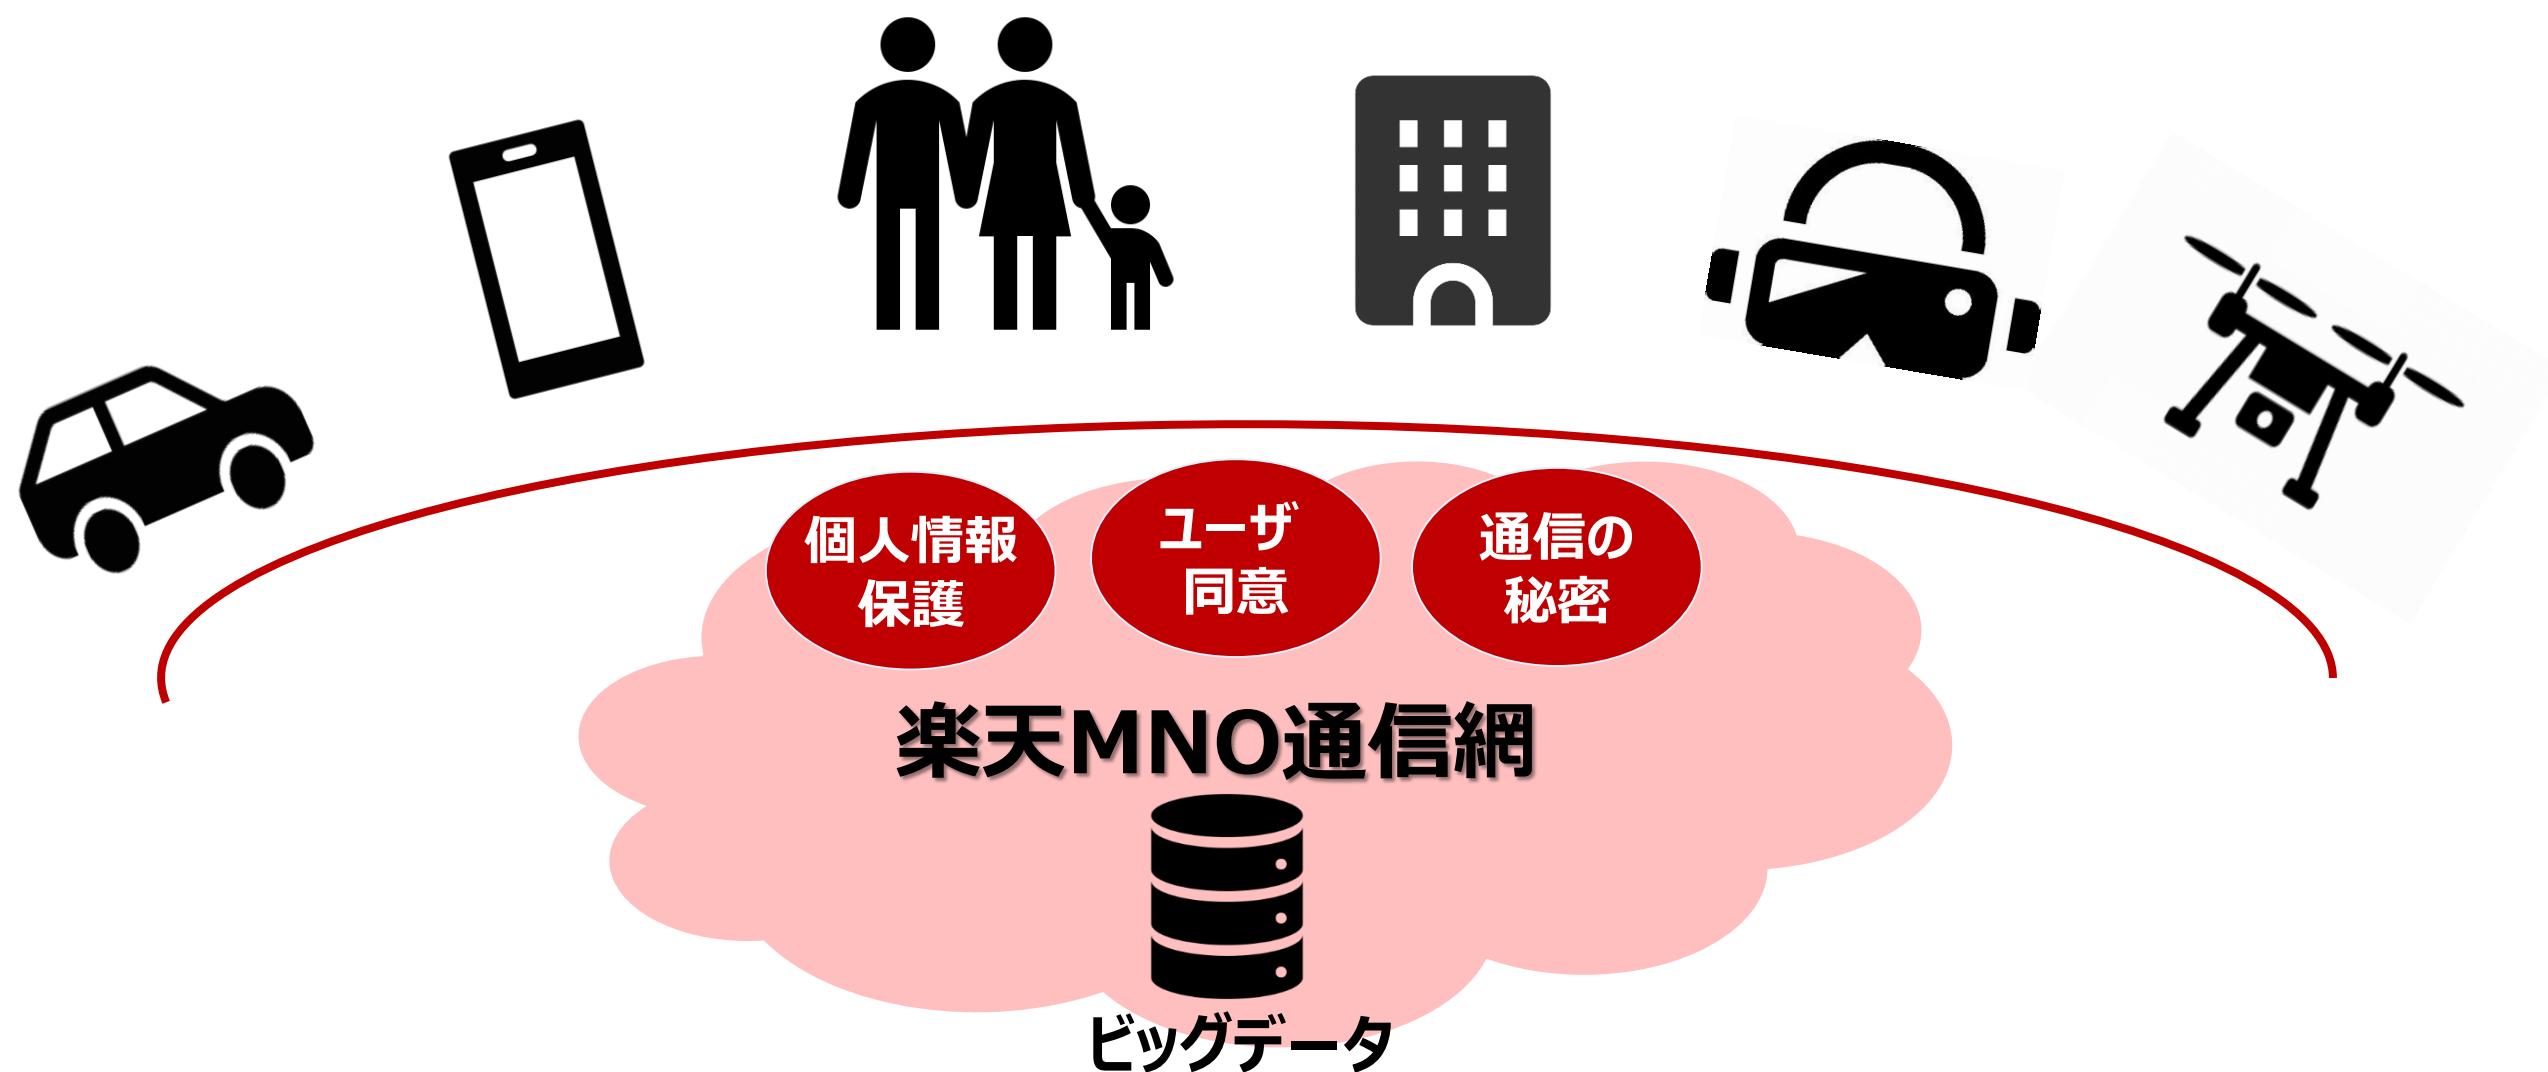 個人情報
保護
ユーザ
同意
通信の
秘密
楽天MNO通信網
ビッグデータ